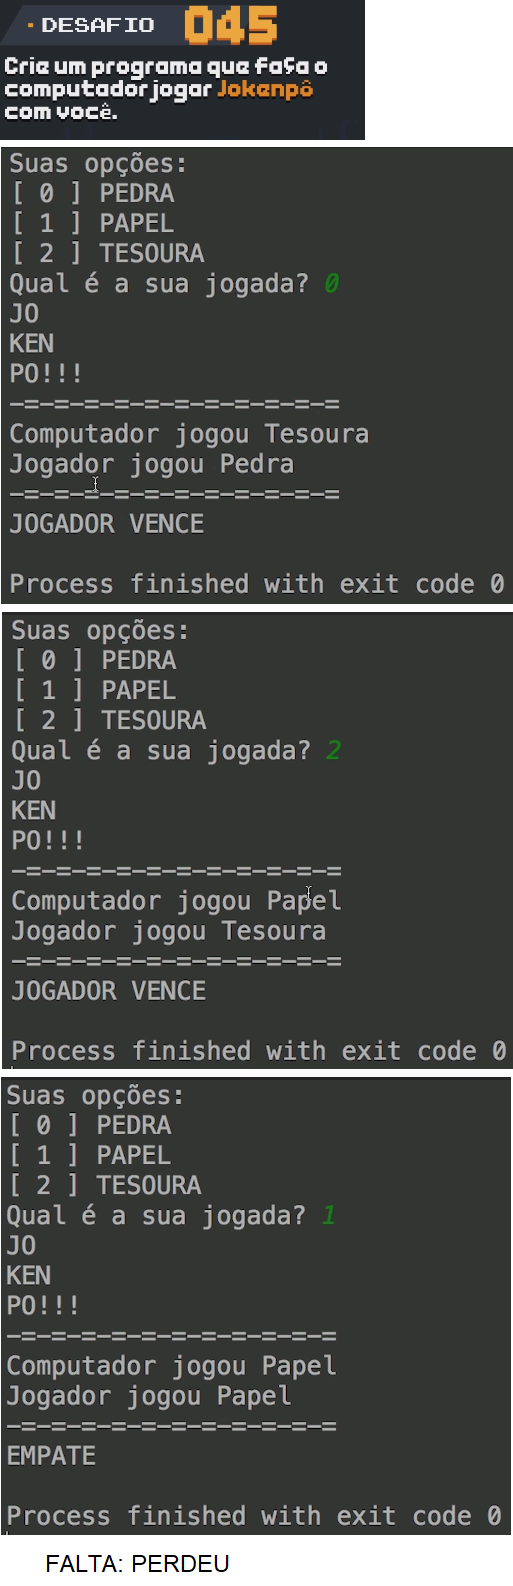 DESAFIO 045
Crie um programa que faça o
computador jogar Jokenpô
com você.
Suas opções:
[ 0 ] PEDRA
[ 1 ] PAPEL
[ 2 ] TESOURA
Qual é a sua jogada? 0
JO
KEN
PO!!!
-=-=-=-=-=-=-=-=-=-=-=
Computador jogou Tesoura
Jogador jogou Pedra
-=-=-=-=-=-=-=-=-=-=-=
JOGADOR VENCE
Process finished with exit code 0
Suas opções:
[ 0 ] PEDRA
[ 1 ] PAPEL
[ 2 ] TESOURA
Qual é a sua jogada? 2
JO
KEN
PO!!!
-=-=-=-=-=-=-=-=-=-=-=
Computador jogou Papel
Jogador jogou Tesoura
-=-=-=-=-=-=-=-=-=-=-=
JOGADOR VENCE
Process finished with exit code 0
Suas opções:
[ 0 ] PEDRA
[ 1 ] PAPEL
[ 2 ] TESOURA
Qual é a sua jogada? 1
JO
KEN
PO!!!
-=-=-=-=-=-=-=-=-=-=-=
Computador jogou Papel
Jogador jogou Papel
-=-=-=-=-=-=-=-=-=-=-=
EMPATE
Process finished with exit code 0
FALTA: PERDEU